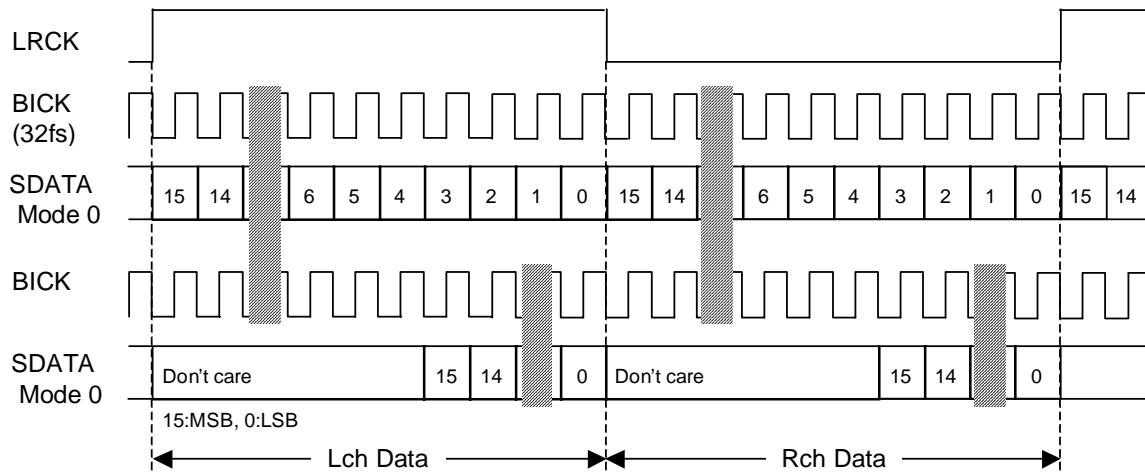 LRCK
BICK
(32fs)
SDATA
Mode 0
15 14 6 5 4 3 2 1 0 15 14 6 5 4 3 2 1 0 15 14
BICK
SDATA
Mode 0
Don't care 15 14 0 Don't care 15 14 0
15:MSB, 0:LSB
Lch Data Rch Data